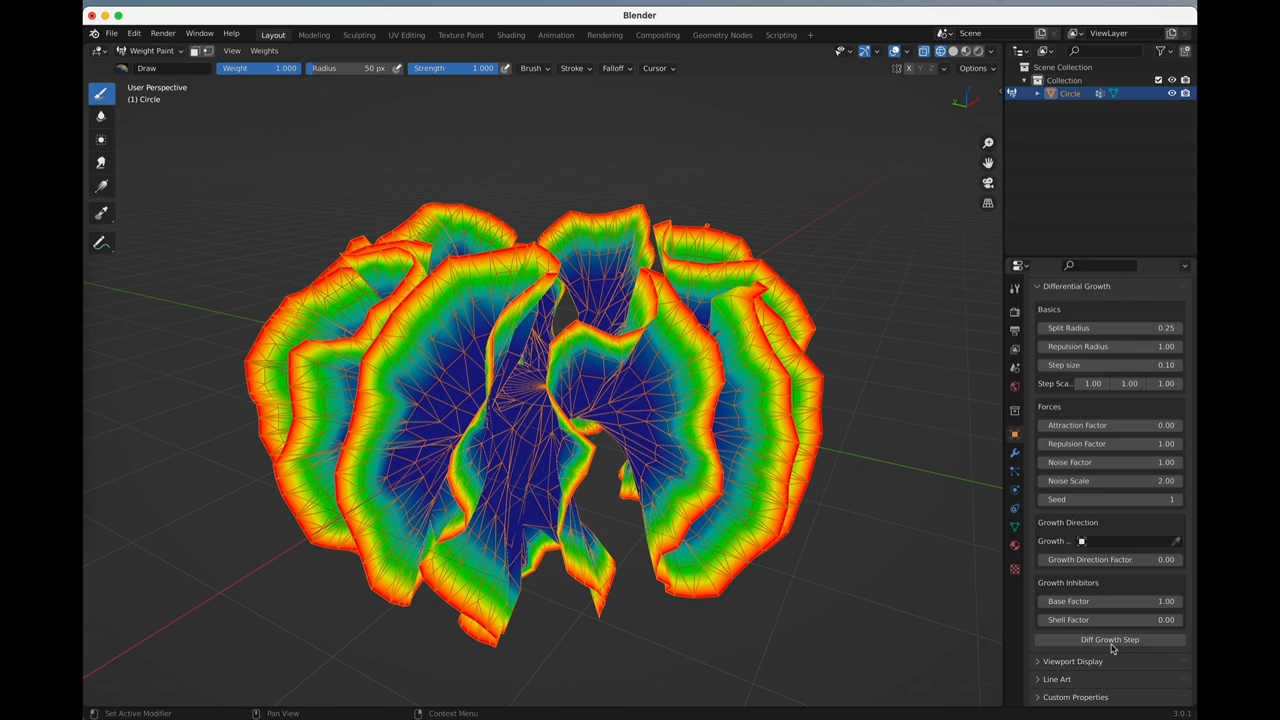 Blender
File Edit Render Window Help Layout Modeling Sculpting UV Editing Texture Paint Shading Animation Rendering Compositing Geometry Nodes Scripting + Scene ViewLayer
Weight Paint View Weights
Draw Weight 1.000 Radius 50 px Strength 1.000 Brush Stroke Falloff Cursor X Y Z Options
User Perspective
(1) Circle
Scene Collection
Collection
Circle
Differential Growth
Basics
Split Radius 0.25
Repulsion Radius 1.00
Step size 0.10
Step Sca... 1.00 1.00 1.00
Forces
Attraction Factor 0.00
Repulsion Factor 1.00
Noise Factor 1.00
Noise Scale 2.00
Seed 1
Growth Direction
Growth ...
Growth Direction Factor 0.00
Growth Inhibitors
Base Factor 1.00
Shell Factor 0.00
Diff Growth Step
Viewport Display
Line Art
Custom Properties
Set Active Modifier Pan View Context Menu 3.0.1